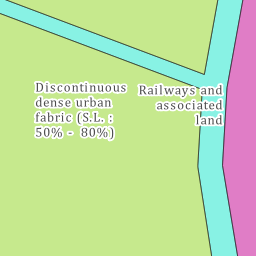 Discontinuous
dense urban
fabric (S.L. :
50% - 80%)
Railways and
associated
land